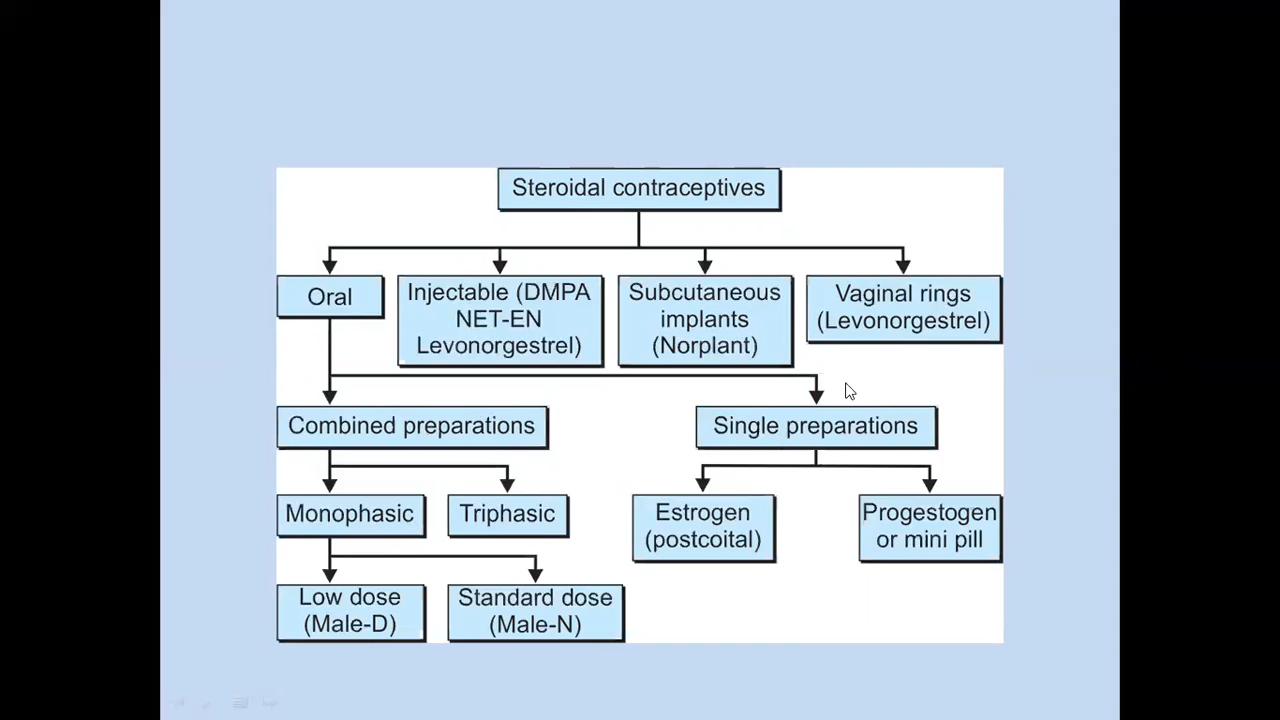 Steroidal contraceptives
Oral
Injectable (DMPA
NET-EN
Levonorgestrel)
Subcutaneous
implants
(Norplant)
Vaginal rings
(Levonorgestrel)
Combined preparations
Single preparations
Monophasic
Triphasic
Estrogen
(postcoital)
Progestogen
or mini pill
Low dose
(Male-D)
Standard dose
(Male-N)